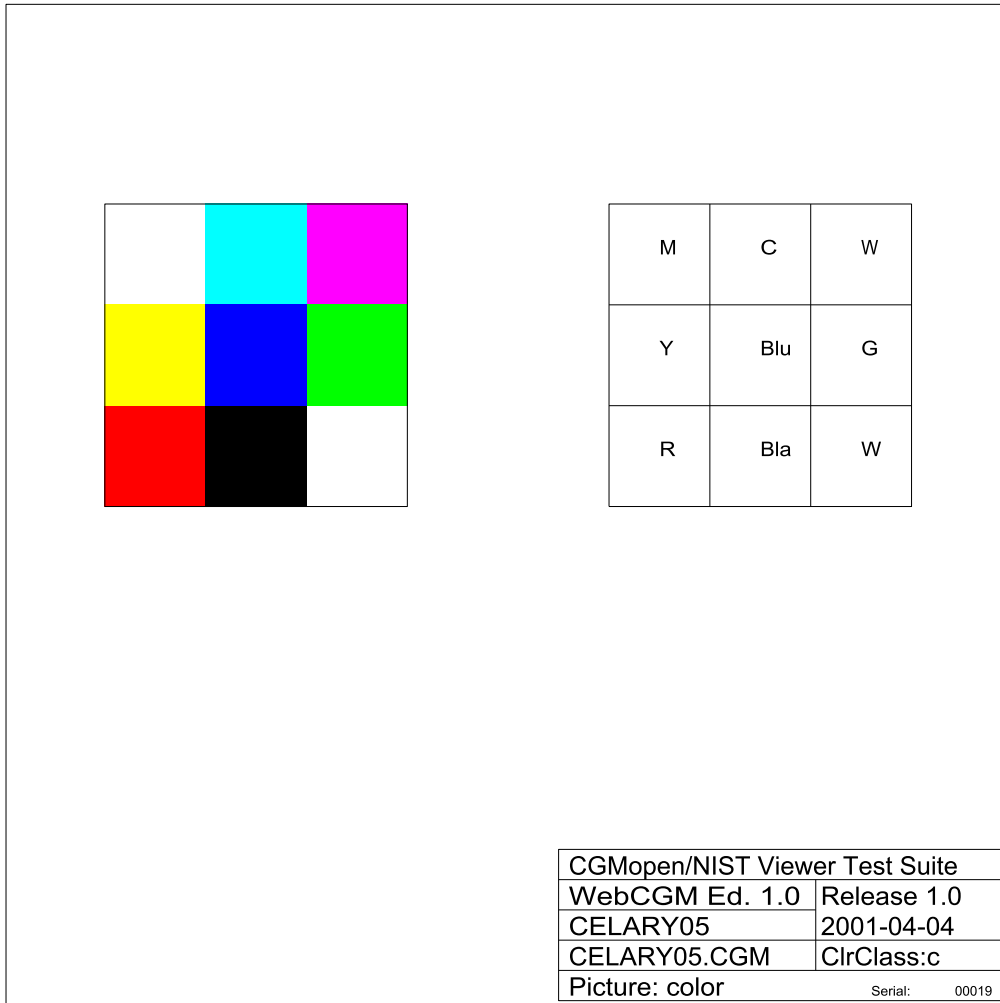 M C W
Y Blu G
R Bla W
CGMopen/NIST Viewer Test Suite
WebCGM Ed. 1.0 Release 1.0
CELARY05 2001-04-04
CELARY05.CGM ClrClass:c
Picture: color Serial: 00019